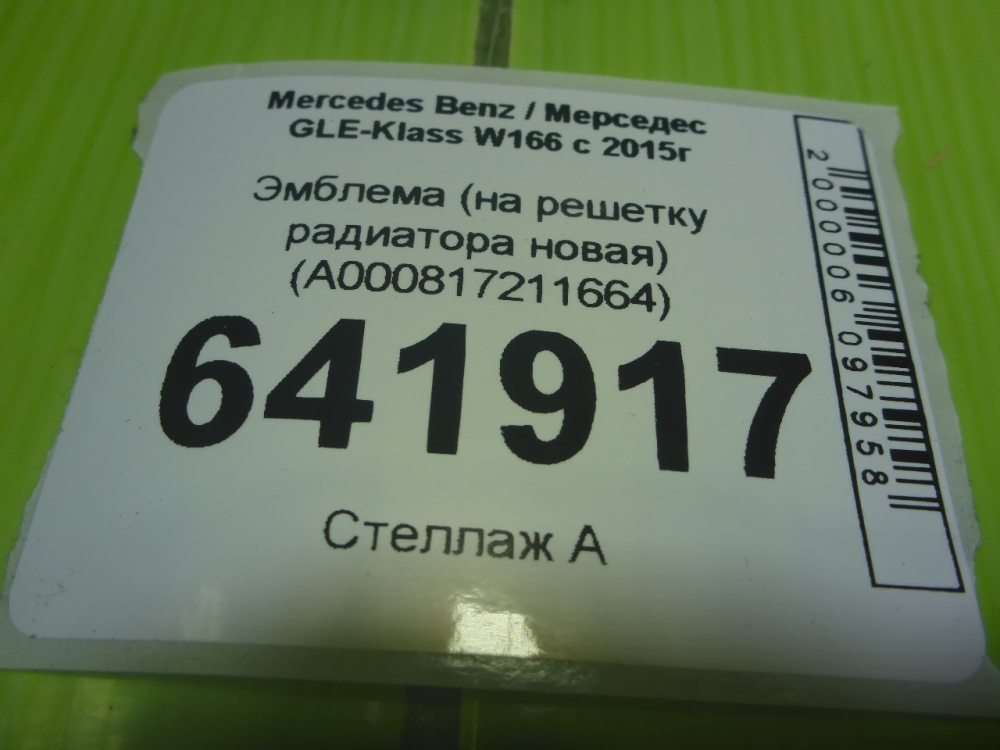 Mercedes Benz / Мерседес
GLE-Klass W166 с 2015г
Эмблема (на решетку
радиатора новая)
(A000817211664)
641917
Стеллаж А
2000006097958